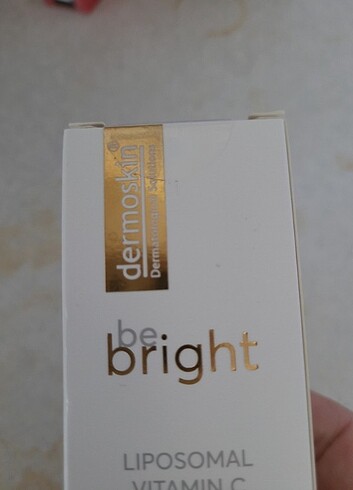 dermoskin®
Dermatological Solutions
be
bright
LIPOSOMAL
VITAMIN C